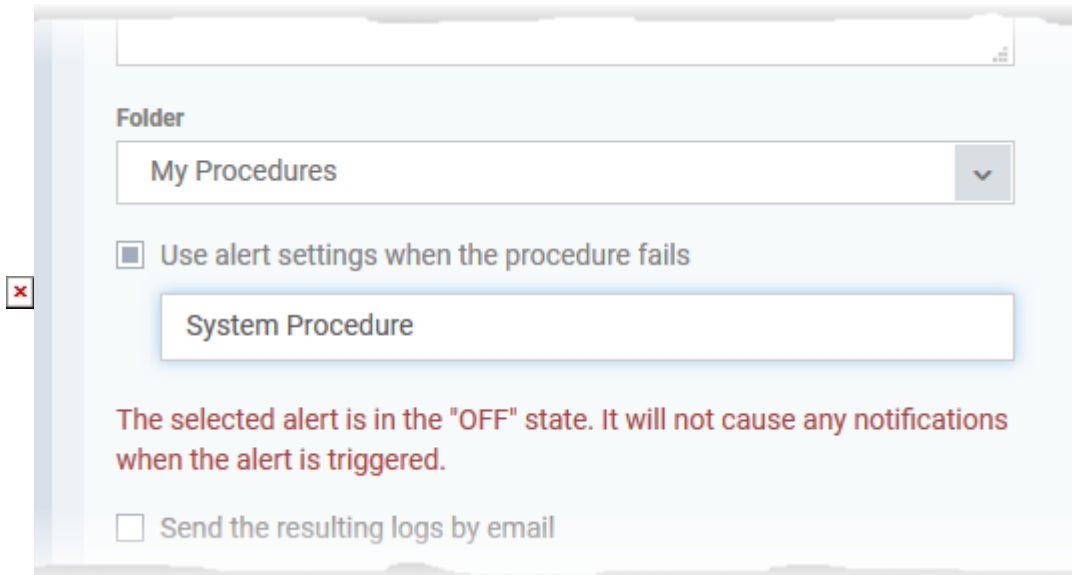 Folder
My Procedures
Use alert settings when the procedure fails
System Procedure
The selected alert is in the "OFF" state. It will not cause any notifications
when the alert is triggered.
Send the resulting logs by email